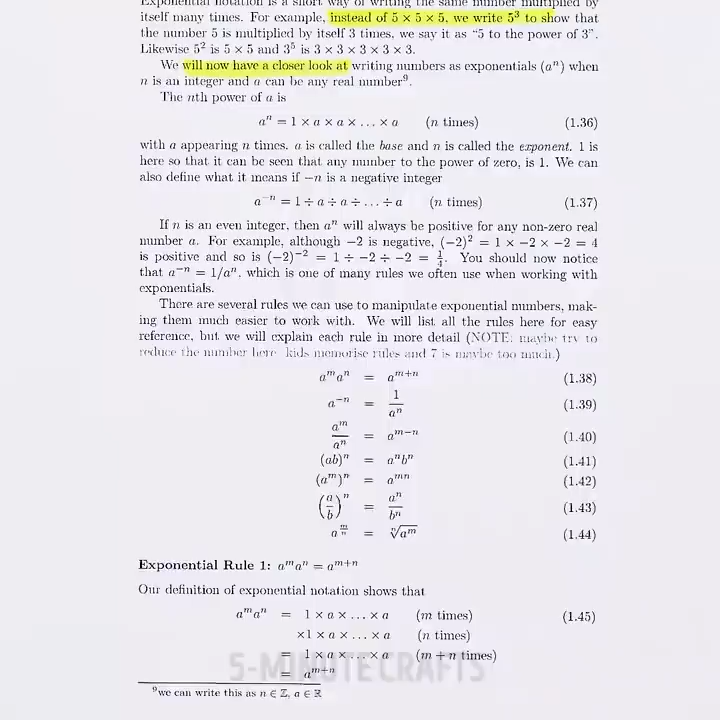 Exponential notation is a short way of writing the same number multiplied by
itself many times. For example, instead of 5 × 5 × 5, we write 5³ to show that
the number 5 is multiplied by itself 3 times, we say it as “5 to the power of 3”.
Likewise 5² is 5 × 5 and 3⁵ is 3 × 3 × 3 × 3 × 3.
We will now have a closer look at writing numbers as exponentials (aⁿ) when
n is an integer and a can be any real number⁹.
The nth power of a is
aⁿ = 1 × a × a × . . . × a (n times) (1.36)
with a appearing n times. a is called the base and n is called the exponent. 1 is
here so that it can be seen that any number to the power of zero, is 1. We can
also define what it means if −n is a negative integer
a⁻ⁿ = 1 ÷ a ÷ a ÷ . . . ÷ a (n times) (1.37)
If n is an even integer, then aⁿ will always be positive for any non-zero real
number a. For example, although −2 is negative, (−2)² = 1 × −2 × −2 = 4
is positive and so is (−2)⁻² = 1 ÷ −2 ÷ −2 = 1/4. You should now notice
that a⁻ⁿ = 1/aⁿ, which is one of many rules we often use when working with
exponentials.
There are several rules we can use to manipulate exponential numbers, mak-
ing them much easier to work with. We will list all the rules here for easy
reference, but we will explain each rule in more detail (NOTE: maybe try to
reduce the number here kids memorise rules and 7 is maybe too much.)
aᵐaⁿ = aᵐ⁺ⁿ (1.38)
a⁻ⁿ = 1/aⁿ (1.39)
aᵐ/aⁿ = aᵐ⁻ⁿ (1.40)
(ab)ⁿ = aⁿbⁿ (1.41)
(aᵐ)ⁿ = aᵐⁿ (1.42)
(a/b)ⁿ = aⁿ/bⁿ (1.43)
a^(m/n) = ⁿ√aᵐ (1.44)
Exponential Rule 1: aᵐaⁿ = aᵐ⁺ⁿ
Our definition of exponential notation shows that
aᵐaⁿ = 1 × a × . . . × a (m times) (1.45)
×1 × a × . . . × a (n times)
= 1 × a × . . . × a (m + n times)
= aᵐ⁺ⁿ
5-MINUTE CRAFTS
⁹we can write this as n ∈ ℤ, a ∈ ℝ